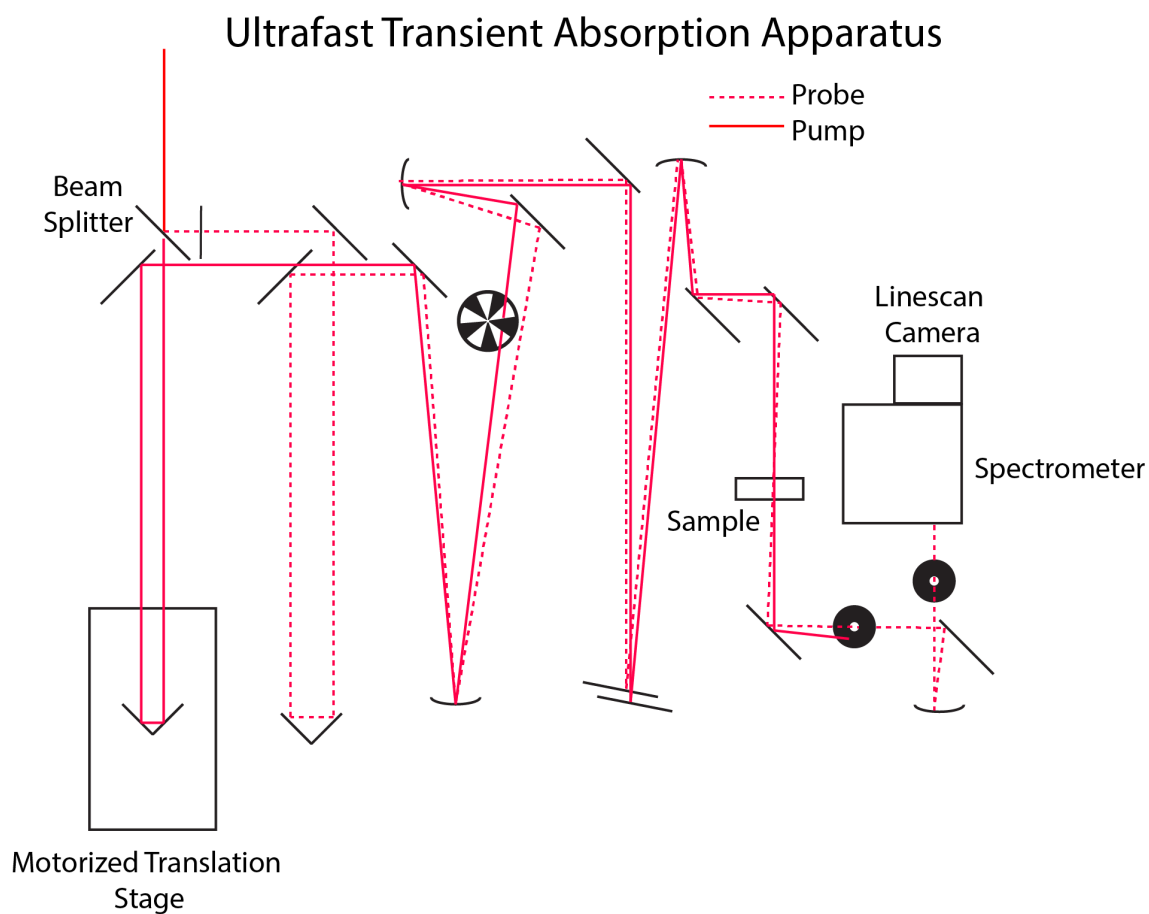 Ultrafast Transient Absorption Apparatus
Probe
Pump
Beam
Splitter
Linescan
Camera
Spectrometer
Sample
Motorized Translation
Stage